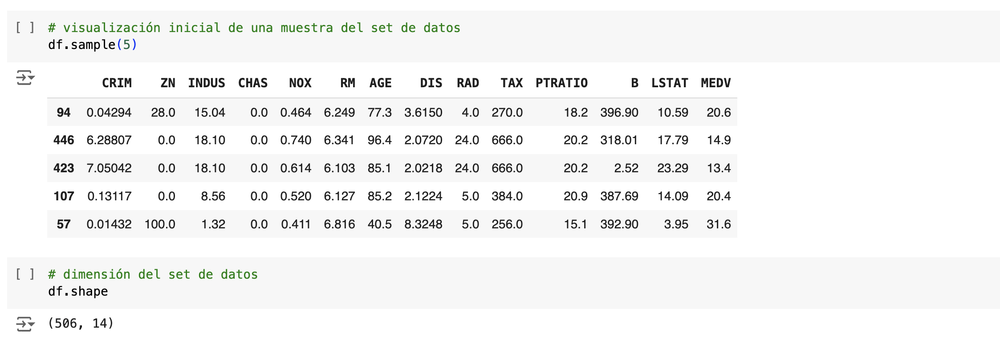 [ ] # visualización inicial de una muestra del set de datos
df.sample(5)
CRIM ZN INDUS CHAS NOX RM AGE DIS RAD TAX PTRATIO B LSTAT MEDV
94 0.04294 28.0 15.04 0.0 0.464 6.249 77.3 3.6150 4.0 270.0 18.2 396.90 10.59 20.6
446 6.28807 0.0 18.10 0.0 0.740 6.341 96.4 2.0720 24.0 666.0 20.2 318.01 17.79 14.9
423 7.05042 0.0 18.10 0.0 0.614 6.103 85.1 2.0218 24.0 666.0 20.2 2.52 23.29 13.4
107 0.13117 0.0 8.56 0.0 0.520 6.127 85.2 2.1224 5.0 384.0 20.9 387.69 14.09 20.4
57 0.01432 100.0 1.32 0.0 0.411 6.816 40.5 8.3248 5.0 256.0 15.1 392.90 3.95 31.6
[ ] # dimensión del set de datos
df.shape
(506, 14)